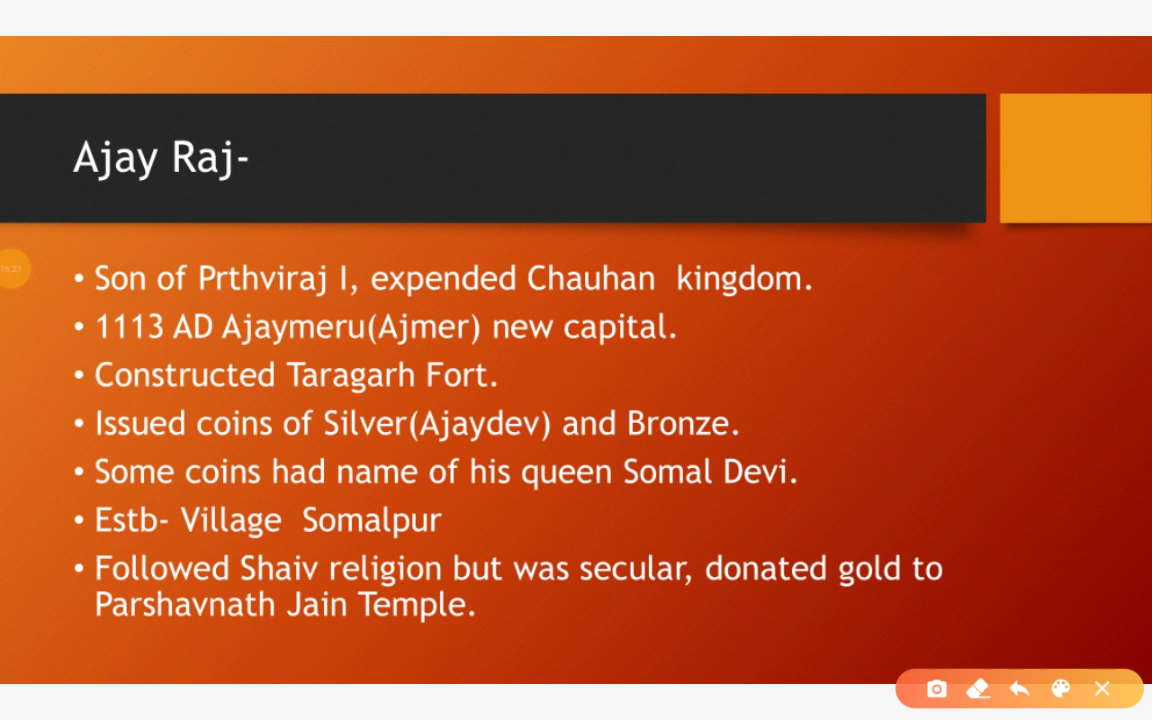 Ajay Raj-
16:21
• Son of Prthviraj I, expended Chauhan kingdom.
• 1113 AD Ajaymeru(Ajmer) new capital.
• Constructed Taragarh Fort.
• Issued coins of Silver(Ajaydev) and Bronze.
• Some coins had name of his queen Somal Devi.
• Estb- Village Somalpur
• Followed Shaiv religion but was secular, donated gold to
Parshavnath Jain Temple.